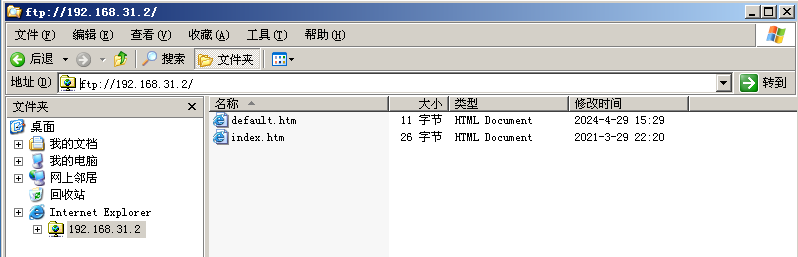 ftp://192.168.31.2/
文件(F) 编辑(E) 查看(V) 收藏(A) 工具(T) 帮助(H)
后退 搜索 文件夹
地址(D) ftp://192.168.31.2/ 转到
文件夹 名称 大小 类型 修改时间
桌面 default.htm 11 字节 HTML Document 2024-4-29 15:29
我的文档 index.htm 26 字节 HTML Document 2021-3-29 22:20
我的电脑
网上邻居
回收站
Internet Explorer
192.168.31.2